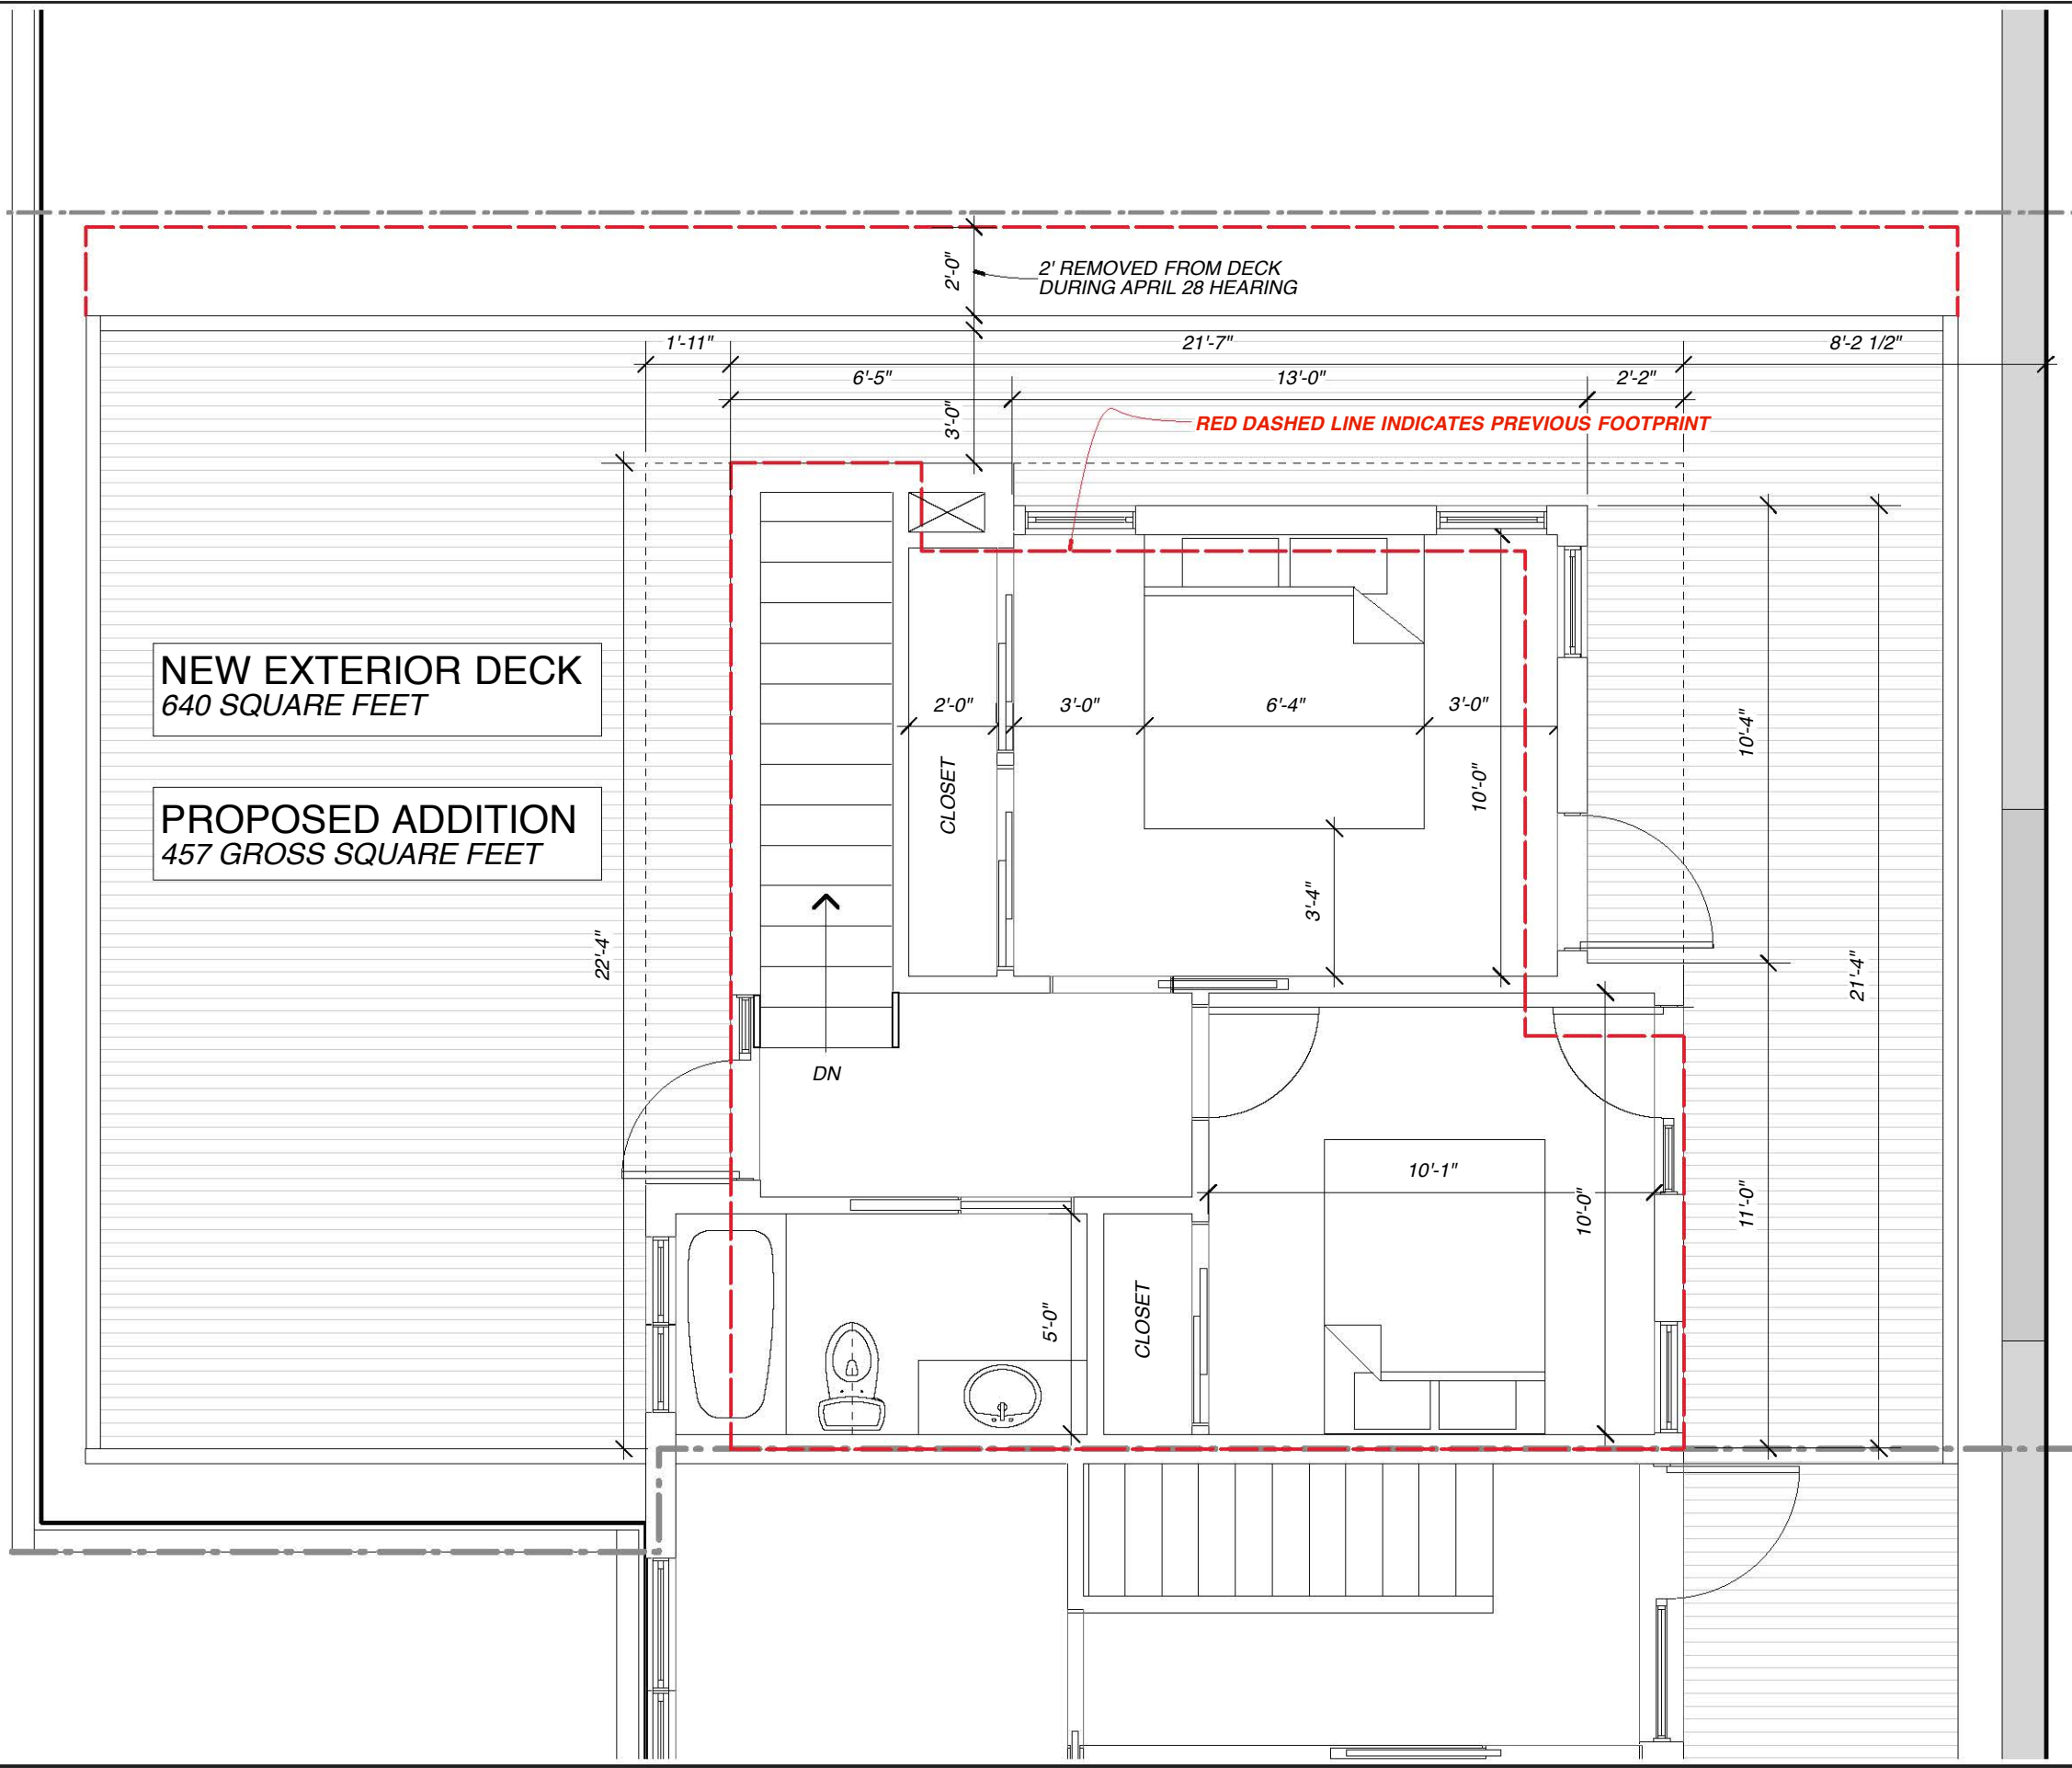 2'-0"
2' REMOVED FROM DECK
DURING APRIL 28 HEARING
1'-11"
21'-7"
8'-2 1/2"
6'-5"
13'-0"
2'-2"
3'-0"
RED DASHED LINE INDICATES PREVIOUS FOOTPRINT
NEW EXTERIOR DECK
640 SQUARE FEET
2'-0"
3'-0"
6'-4"
3'-0"
10'-4"
CLOSET
10'-0"
PROPOSED ADDITION
457 GROSS SQUARE FEET
3'-4"
22'-4"
21'-4"
DN
10'-1"
10'-0"
11'-0"
5'-0"
CLOSET